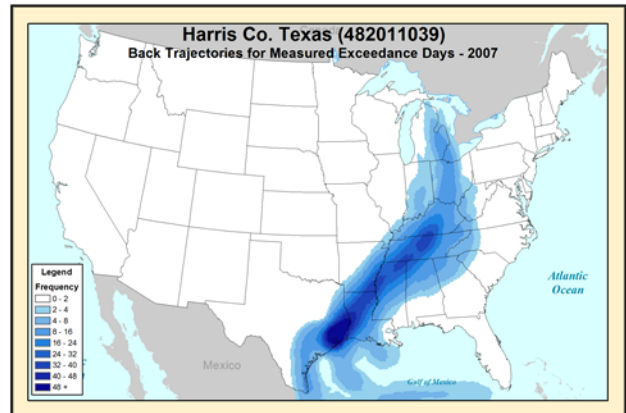 Canada
Harris Co. Texas (482011039)
Back Trajectories for Measured Exceedance Days - 2007
Legend
Frequency
0 - 2
2 - 4
4 - 8
8 - 16
16 - 24
24 - 32
32 - 40
40 - 48
48 +
Atlantic
Ocean
Mexico
Gulf of Mexico